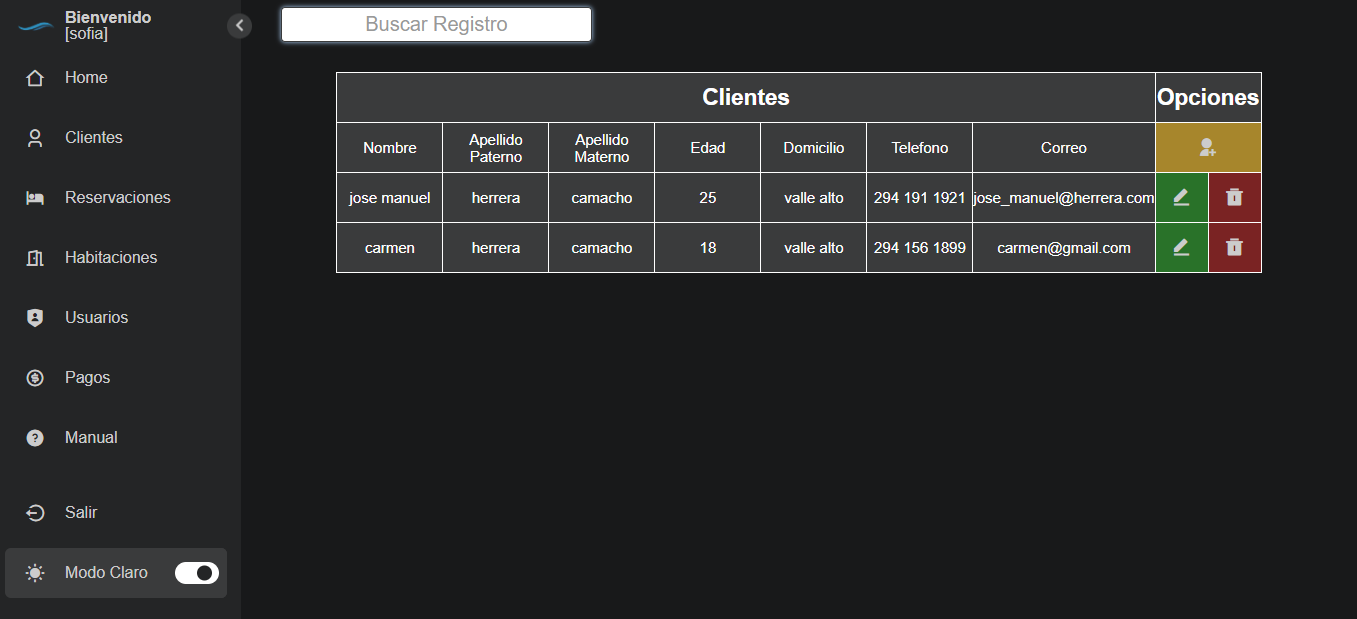 Bienvenido
[sofia]
Home
Clientes
Reservaciones
Habitaciones
Usuarios
Pagos
Manual
Salir
Modo Claro
Buscar Registro
Clientes Opciones
Nombre Apellido Paterno Apellido Materno Edad Domicilio Telefono Correo
jose manuel herrera camacho 25 valle alto 294 191 1921 jose_manuel@herrera.com
carmen herrera camacho 18 valle alto 294 156 1899 carmen@gmail.com